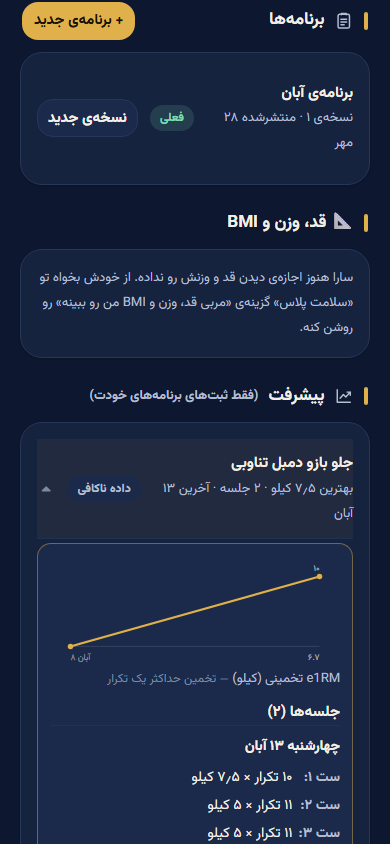 برنامه‌ها
+ برنامه‌ی جدید
برنامه‌ی آبان
نسخه‌ی ۱ · منتشرشده ۲۸
مهر
فعلی
نسخه‌ی جدید
قد، وزن و BMI
سارا هنوز اجازه‌ی دیدن قد و وزنش رو نداده. از خودش بخواه تو
«سلامت پلاس» گزینه‌ی «مربی قد، وزن و BMI من رو ببینه» رو
روشن کنه.
پیشرفت (فقط ثبت‌های برنامه‌های خودت)
جلو بازو دمبل تناوبی
بهترین ۷٫۵ کیلو · ۲ جلسه · آخرین ۱۳
آبان
داده ناکافی
۱۰
۶.۷
۸ آبان
e1RM تخمینی (کیلو) — تخمین حداکثر یک تکرار
جلسه‌ها (۲)
چهارشنبه ۱۳ آبان
ست ۱: ۱۰ تکرار × ۷٫۵ کیلو
ست ۲: ۱۱ تکرار × ۵ کیلو
ست ۳: ۱۱ تکرار × ۵ کیلو